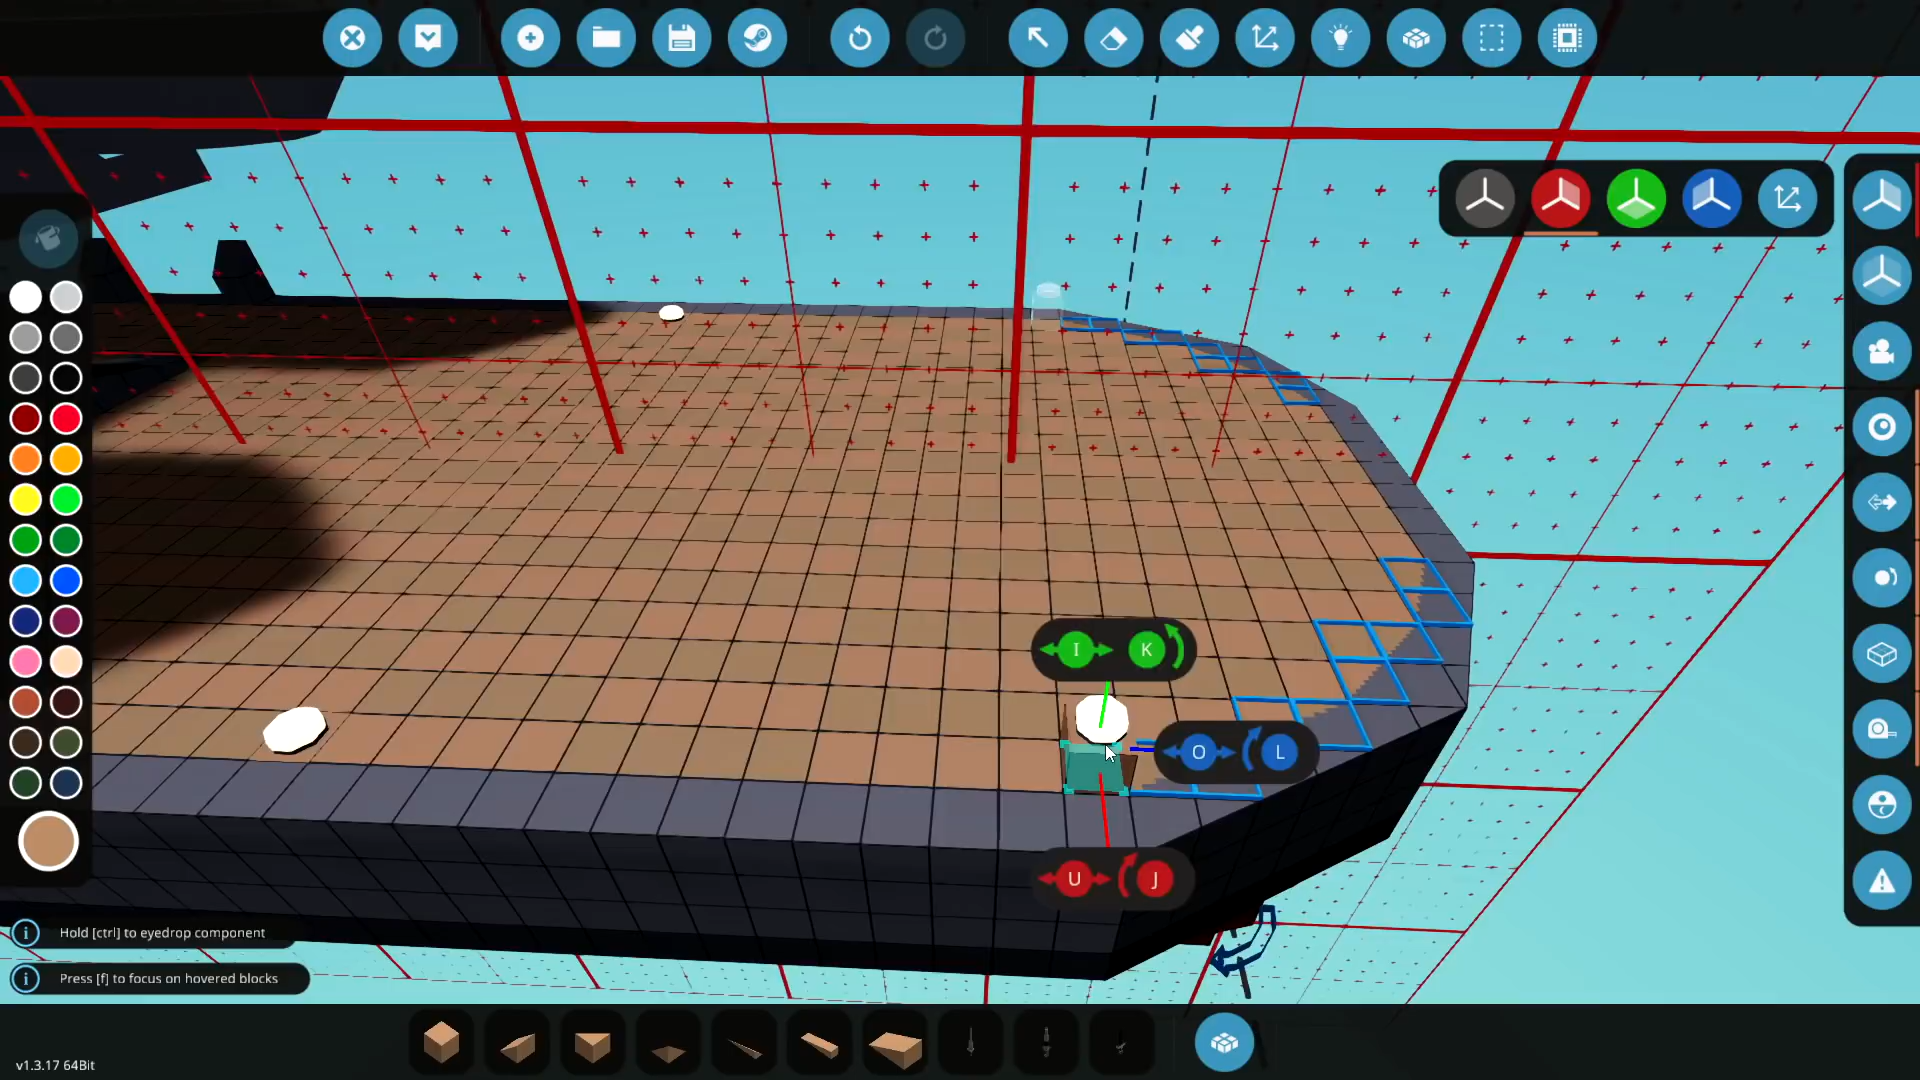 I K
O L
U J
Hold [ctrl] to eyedrop component
Press [f] to focus on hovered blocks
v1.3.17 64Bit